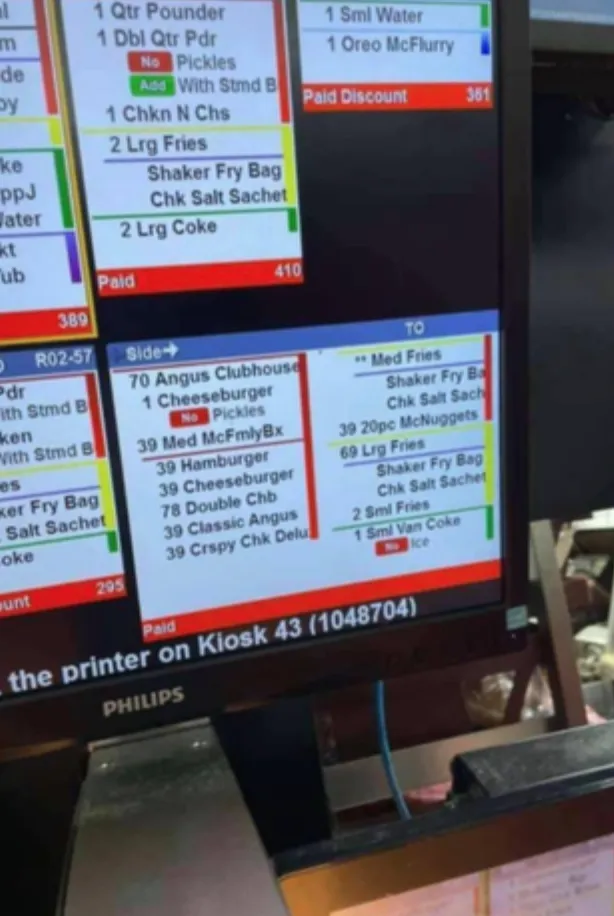 1 Qtr Pounder
1 Dbl Qtr Pdr
No Pickles
Add With Stmd B
1 Chkn N Chs
2 Lrg Fries
Shaker Fry Bag
Chk Salt Sachet
2 Lrg Coke
Paid 410
1 Sml Water
1 Oreo McFlurry
Paid Discount 361
m
de
oy
ke
ppJ
Vater
kt
ub
389
R02-57
Pdr
ith Stmd B
ken
With Stmd B
es
ker Fry Bag
Salt Sachet
oke
unt 295
Side→ TO
70 Angus Clubhouse
1 Cheeseburger
No Pickles
39 Med McFmlyBx
39 Hamburger
39 Cheeseburger
78 Double Chb
39 Classic Angus
39 Crspy Chk Delu
** Med Fries
Shaker Fry Ba
Chk Salt Sach
39 20pc McNuggets
69 Lrg Fries
Shaker Fry Bag
Chk Salt Sachet
2 Sml Fries
1 Sml Van Coke
No Ice
Paid
the printer on Kiosk 43 (1048704)
PHILIPS